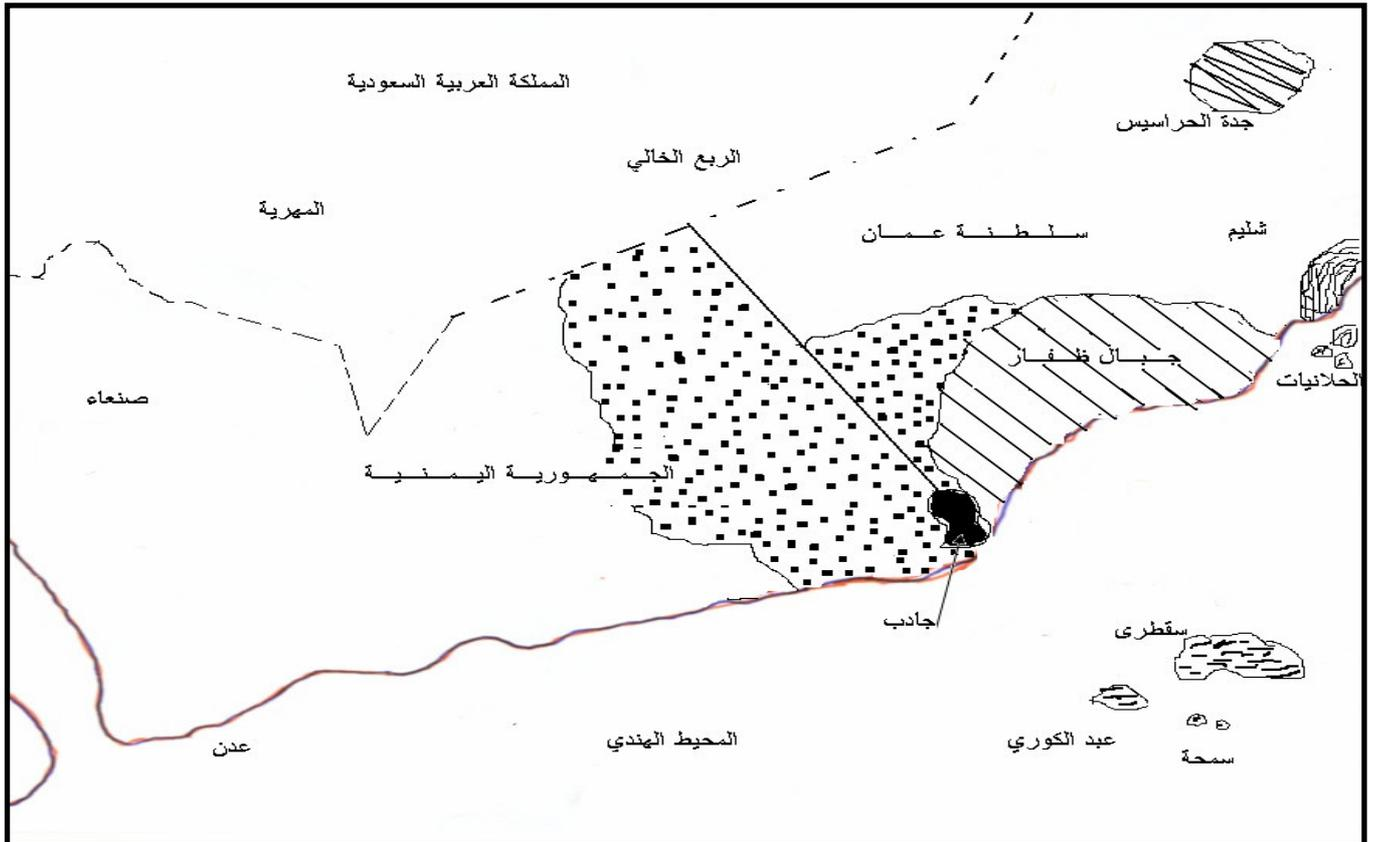 المملكة العربية السعودية
جدة الحراسيس
الربع الخالي
المهرية
شليم
سلطنة عمان
جبال ظفار
الحلانيات
صنعاء
الجمهورية اليمنية
جادب
سقطرى
عبد الكوري
المحيط الهندي
عدن
سمحة